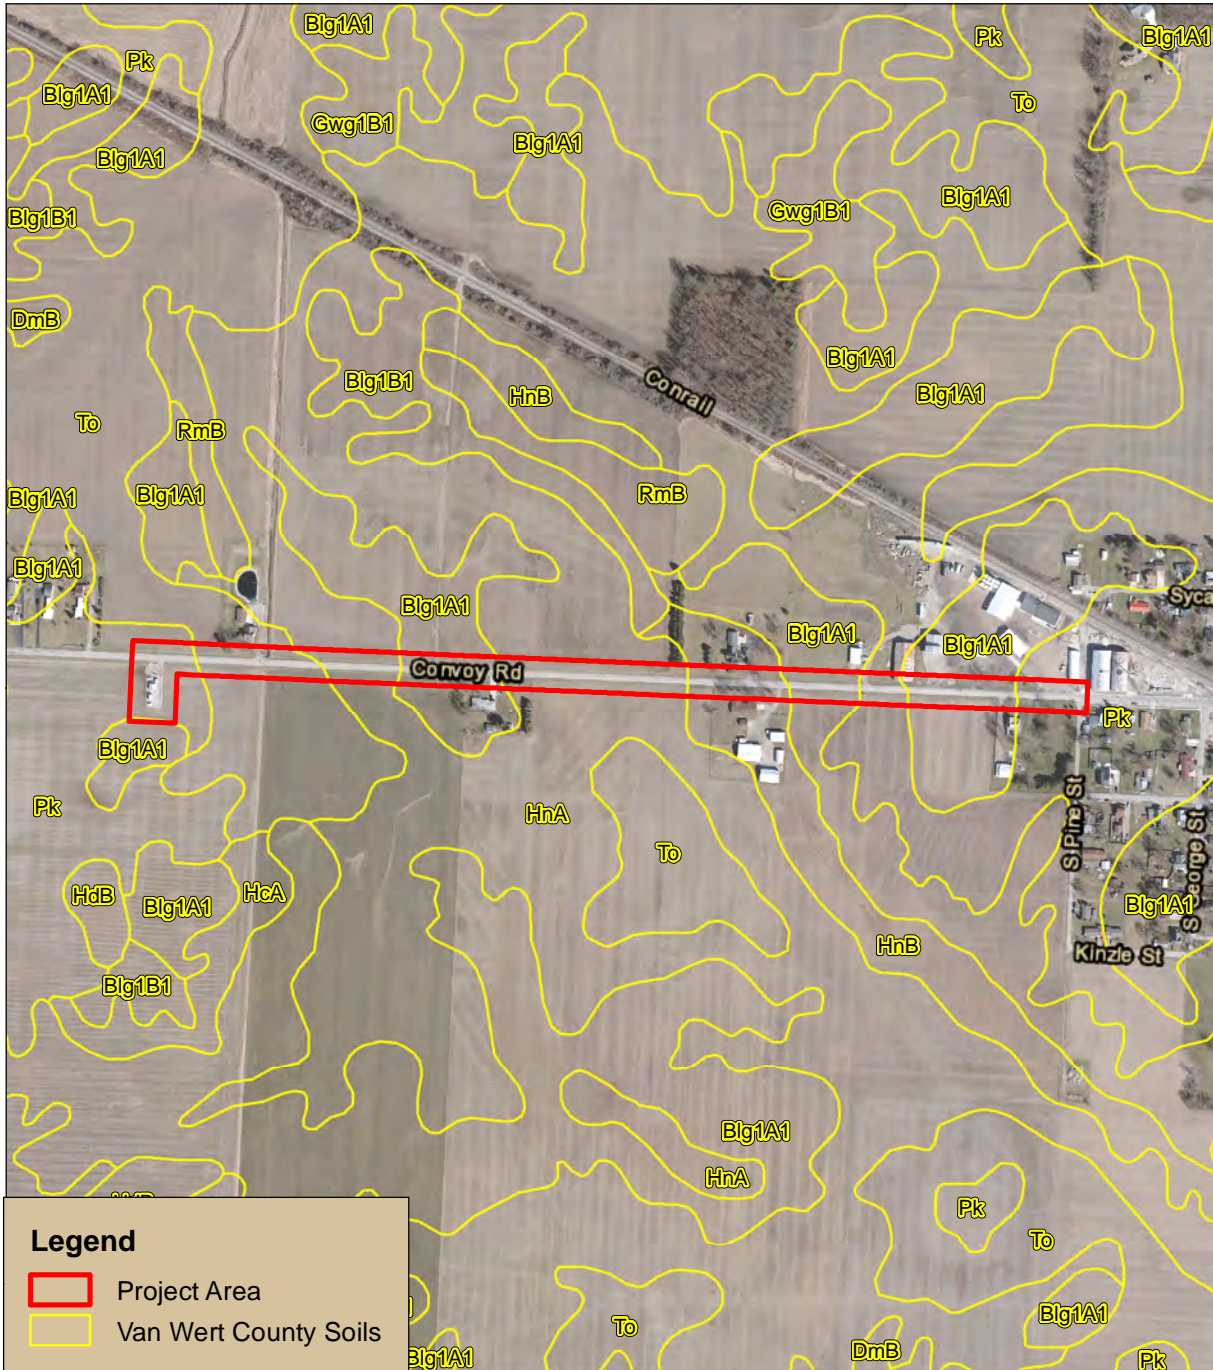 Blg1A1
Pk
Blg1A1
Pk
Blg1A1
To
Gwg1B1
Blg1A1
Blg1A1
Blg1A1
Gwg1B1
Blg1B1
DmB
Blg1A1
Blg1B1
HnB
Conrail
Blg1A1
To
RmB
Blg1A1
Blg1A1
RmB
Blg1A1
Blg1A1
Blg1A1
Blg1A1
Syca
Convoy Rd
Pk
Blg1A1
Pk
HnA
To
S Pine St
S George St
HdB
Blg1A1
HcA
Blg1A1
HnB
Kinzie St
Blg1B1
Blg1A1
HnA
Pk
To
Blg1A1
To
DmB
Pk
Blg1A1
Legend
Project Area
Van Wert County Soils